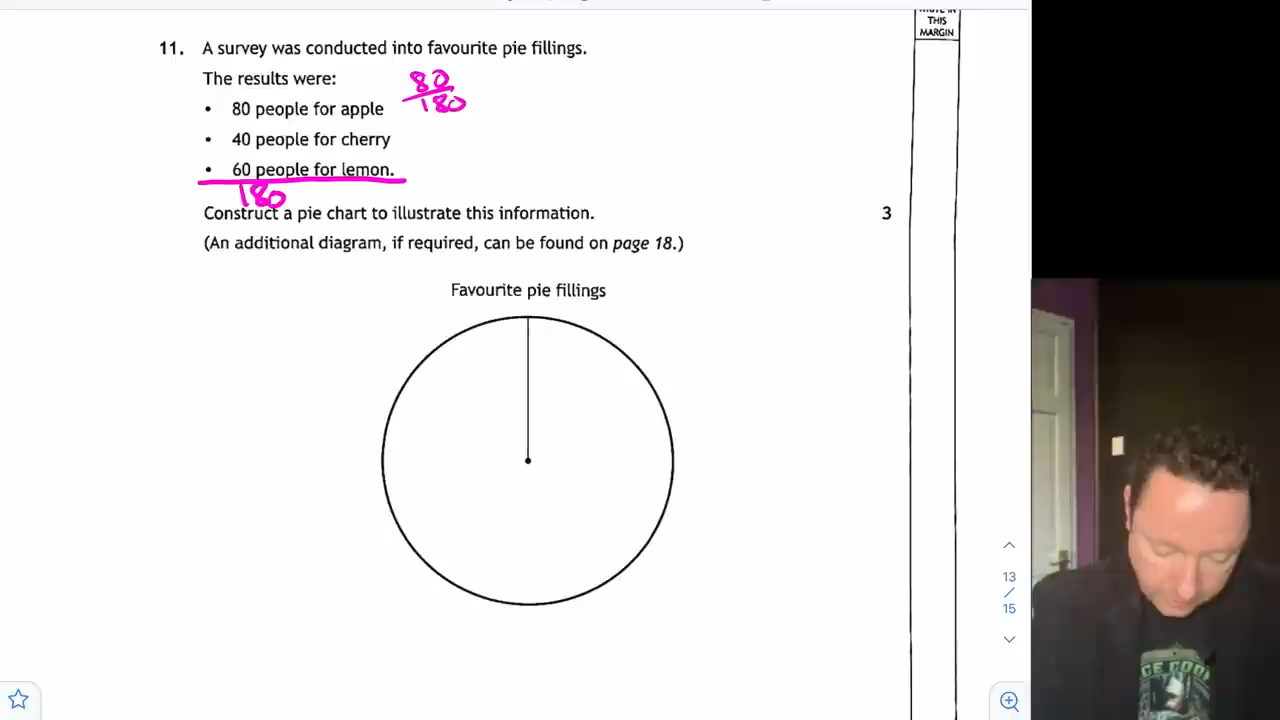 THIS
MARGIN
11. A survey was conducted into favourite pie fillings.
The results were:
• 80 people for apple
80
180
• 40 people for cherry
• 60 people for lemon.
180
Construct a pie chart to illustrate this information. 3
(An additional diagram, if required, can be found on page 18.)
Favourite pie fillings
13
/
15